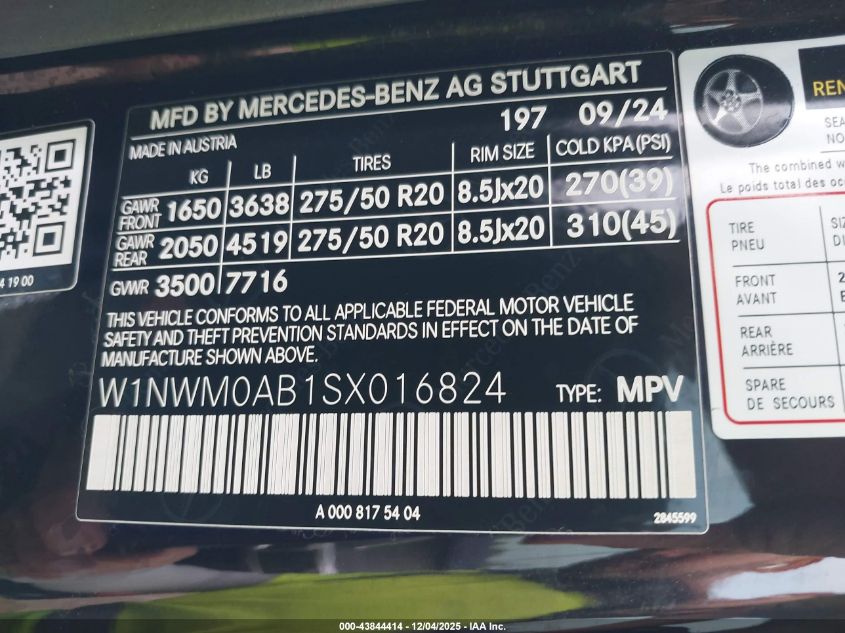 MFD BY MERCEDES-BENZ AG STUTTGART
197 09/24
MADE IN AUSTRIA
KG LB TIRES RIM SIZE COLD KPA (PSI)
GAWR FRONT 1650 3638 275/50 R20 8.5Jx20 270(39)
GAWR REAR 2050 4519 275/50 R20 8.5Jx20 310(45)
GVWR 3500 7716
THIS VEHICLE CONFORMS TO ALL APPLICABLE FEDERAL MOTOR VEHICLE
SAFETY AND THEFT PREVENTION STANDARDS IN EFFECT ON THE DATE OF
MANUFACTURE SHOWN ABOVE.
W1NWM0AB1SX016824 TYPE: MPV
A 000 817 54 04 2845599
4 19 00
The combined
Le poids total des
TIRE
PNEU
FRONT
AVANT
REAR
ARRIÈRE
SPARE
DE SECOURS
000-43844414 - 12/04/2025 - IAA Inc.